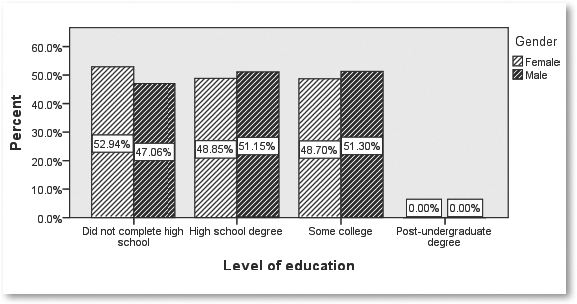 Gender
Female
Male
Percent
60.0%
50.0%
40.0%
30.0%
20.0%
10.0%
0.0%
52.94%
47.06%
48.85%
51.15%
48.70%
51.30%
0.00%
0.00%
Did not complete high
school
High school degree
Some college
Post-undergraduate
degree
Level of education